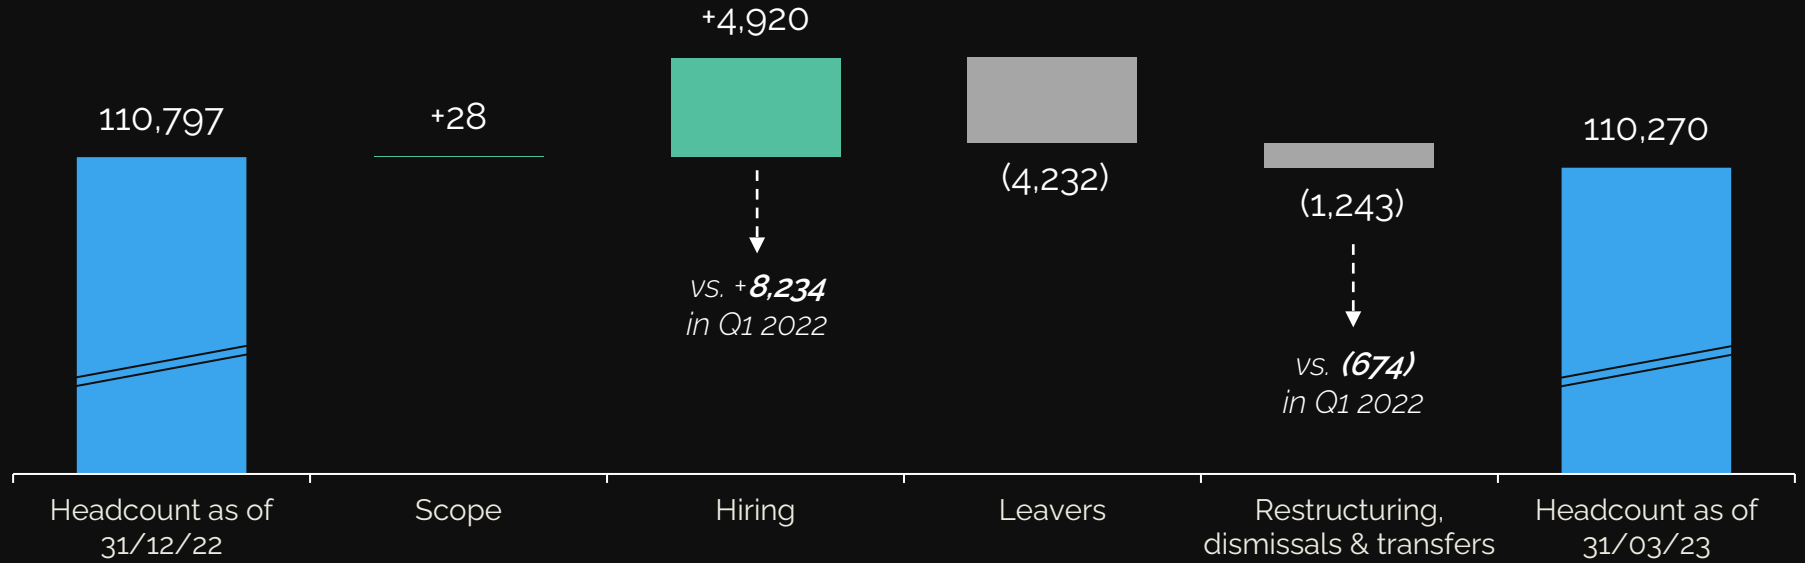 +4,920
110,797
+28
110,270
(4,232)
(1,243)
vs. +8,234
in Q1 2022
vs. (674)
in Q1 2022
Headcount as of
31/12/22
Scope
Hiring
Leavers
Restructuring,
dismissals & transfers
Headcount as of
31/03/23